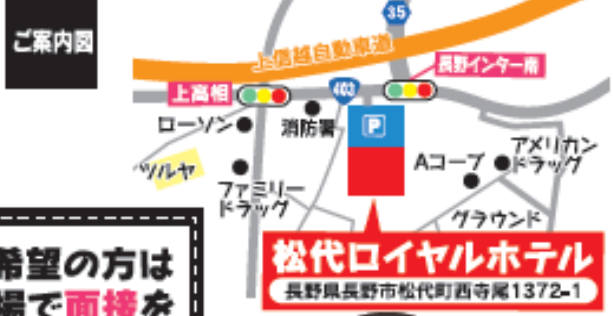 ご案内図
35
上信越自動車道
長野インター南
上高相
403
ローソン
消防署
P
アメリカン
ドラッグ
Aコープ
ツルヤ
ファミリー
ドラッグ
グラウンド
松代ロイヤルホテル
長野県長野市松代町西寺尾1372-1
希望の方は
場で面接を